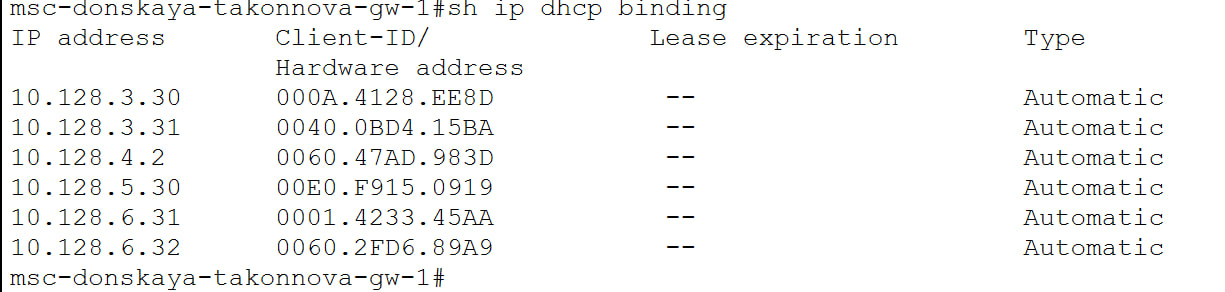 msc-donskaya-takonnova-gw-1#sh ip dhcp binding
IP address       Client-ID/              Lease expiration        Type
                 Hardware address
10.128.3.30      000A.4128.EE8D           --                     Automatic
10.128.3.31      0040.0BD4.15BA           --                     Automatic
10.128.4.2       0060.47AD.983D           --                     Automatic
10.128.5.30      00E0.F915.0919           --                     Automatic
10.128.6.31      0001.4233.45AA           --                     Automatic
10.128.6.32      0060.2FD6.89A9           --                     Automatic
msc-donskaya-takonnova-gw-1#